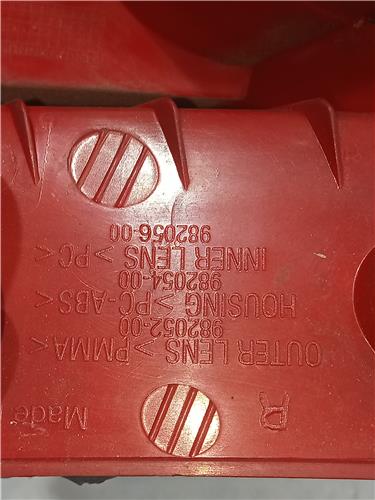 R
Made
OUTER LENS >PMMA<
982052-00
HOUSING >PC-ABS<
982054-00
INNER LENS >PC<
982056-00